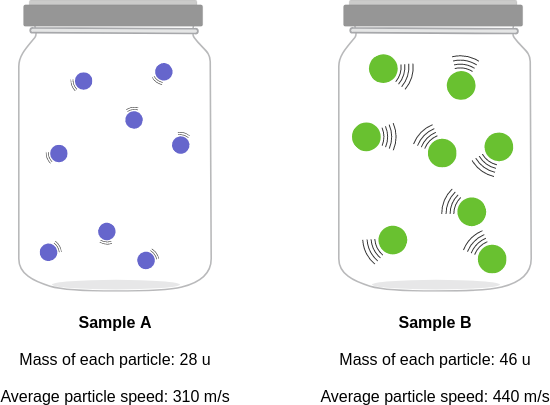 Sample A
Mass of each particle: 28 u
Average particle speed: 310 m/s
Sample B
Mass of each particle: 46 u
Average particle speed: 440 m/s